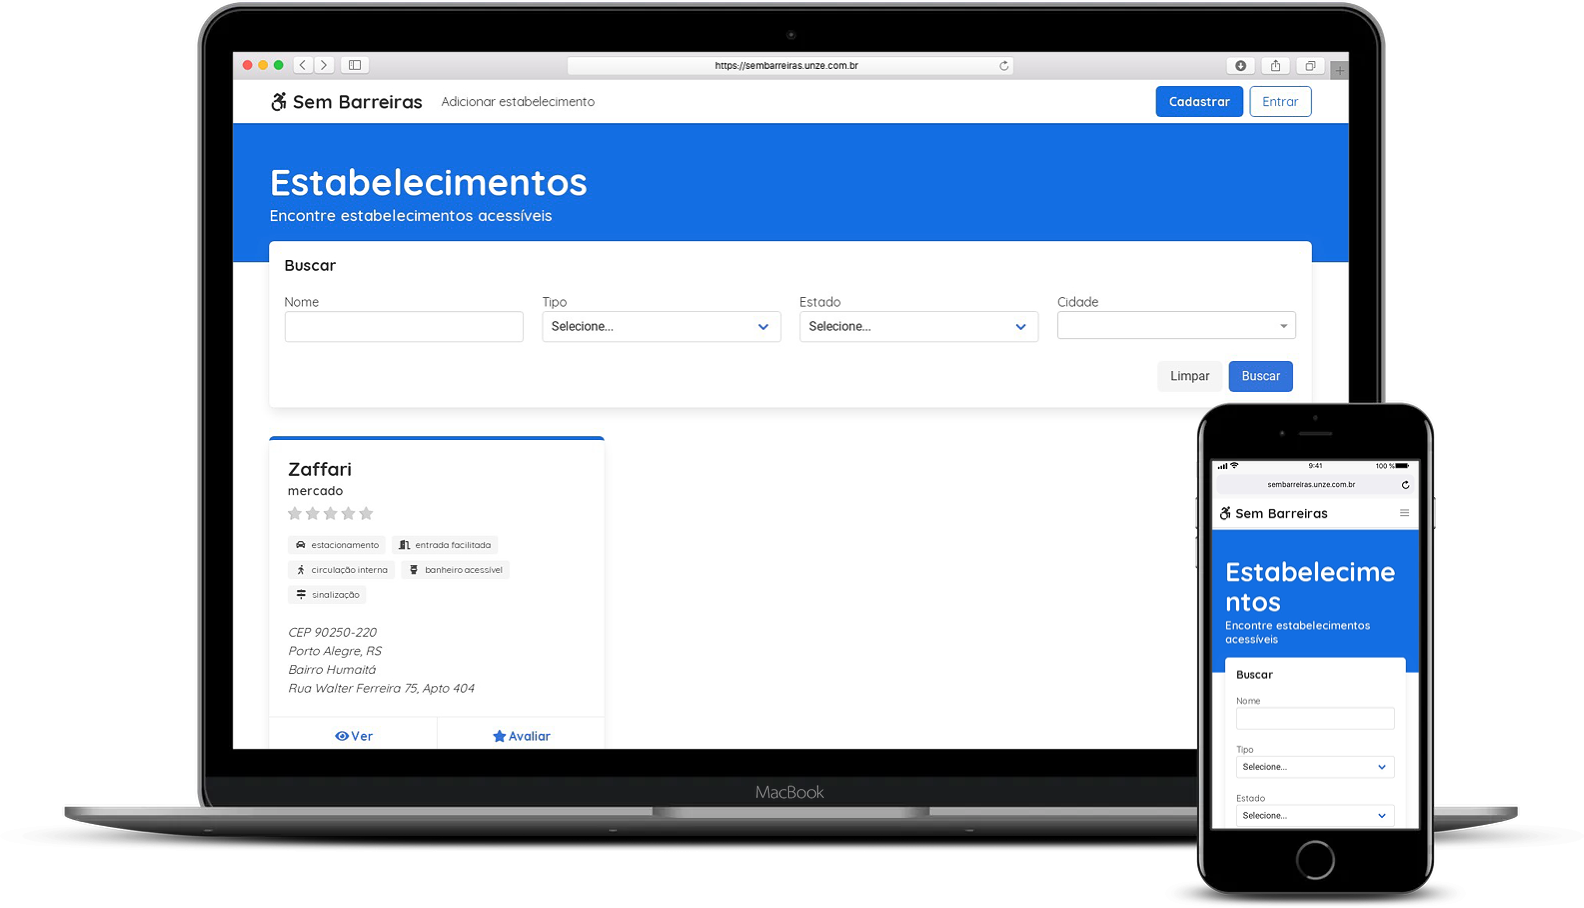 https://sembarreiras.unze.com.br
Sem Barreiras Adicionar estabelecimento Cadastrar Entrar
Estabelecimentos
Encontre estabelecimentos acessíveis
Buscar
Nome Tipo Estado Cidade
Selecione... Selecione...
Limpar Buscar
Zaffari
mercado
estacionamento entrada facilitada
circulação interna banheiro acessível
sinalização
CEP 90250-220
Porto Alegre, RS
Bairro Humaitá
Rua Walter Ferreira 75, Apto 404
Ver Avaliar
MacBook
9:41 100 %
sembarreiras.unze.com.br
Sem Barreiras
Estabelecime
ntos
Encontre estabelecimentos
acessíveis
Buscar
Nome
Tipo
Selecione...
Estado
Selecione...